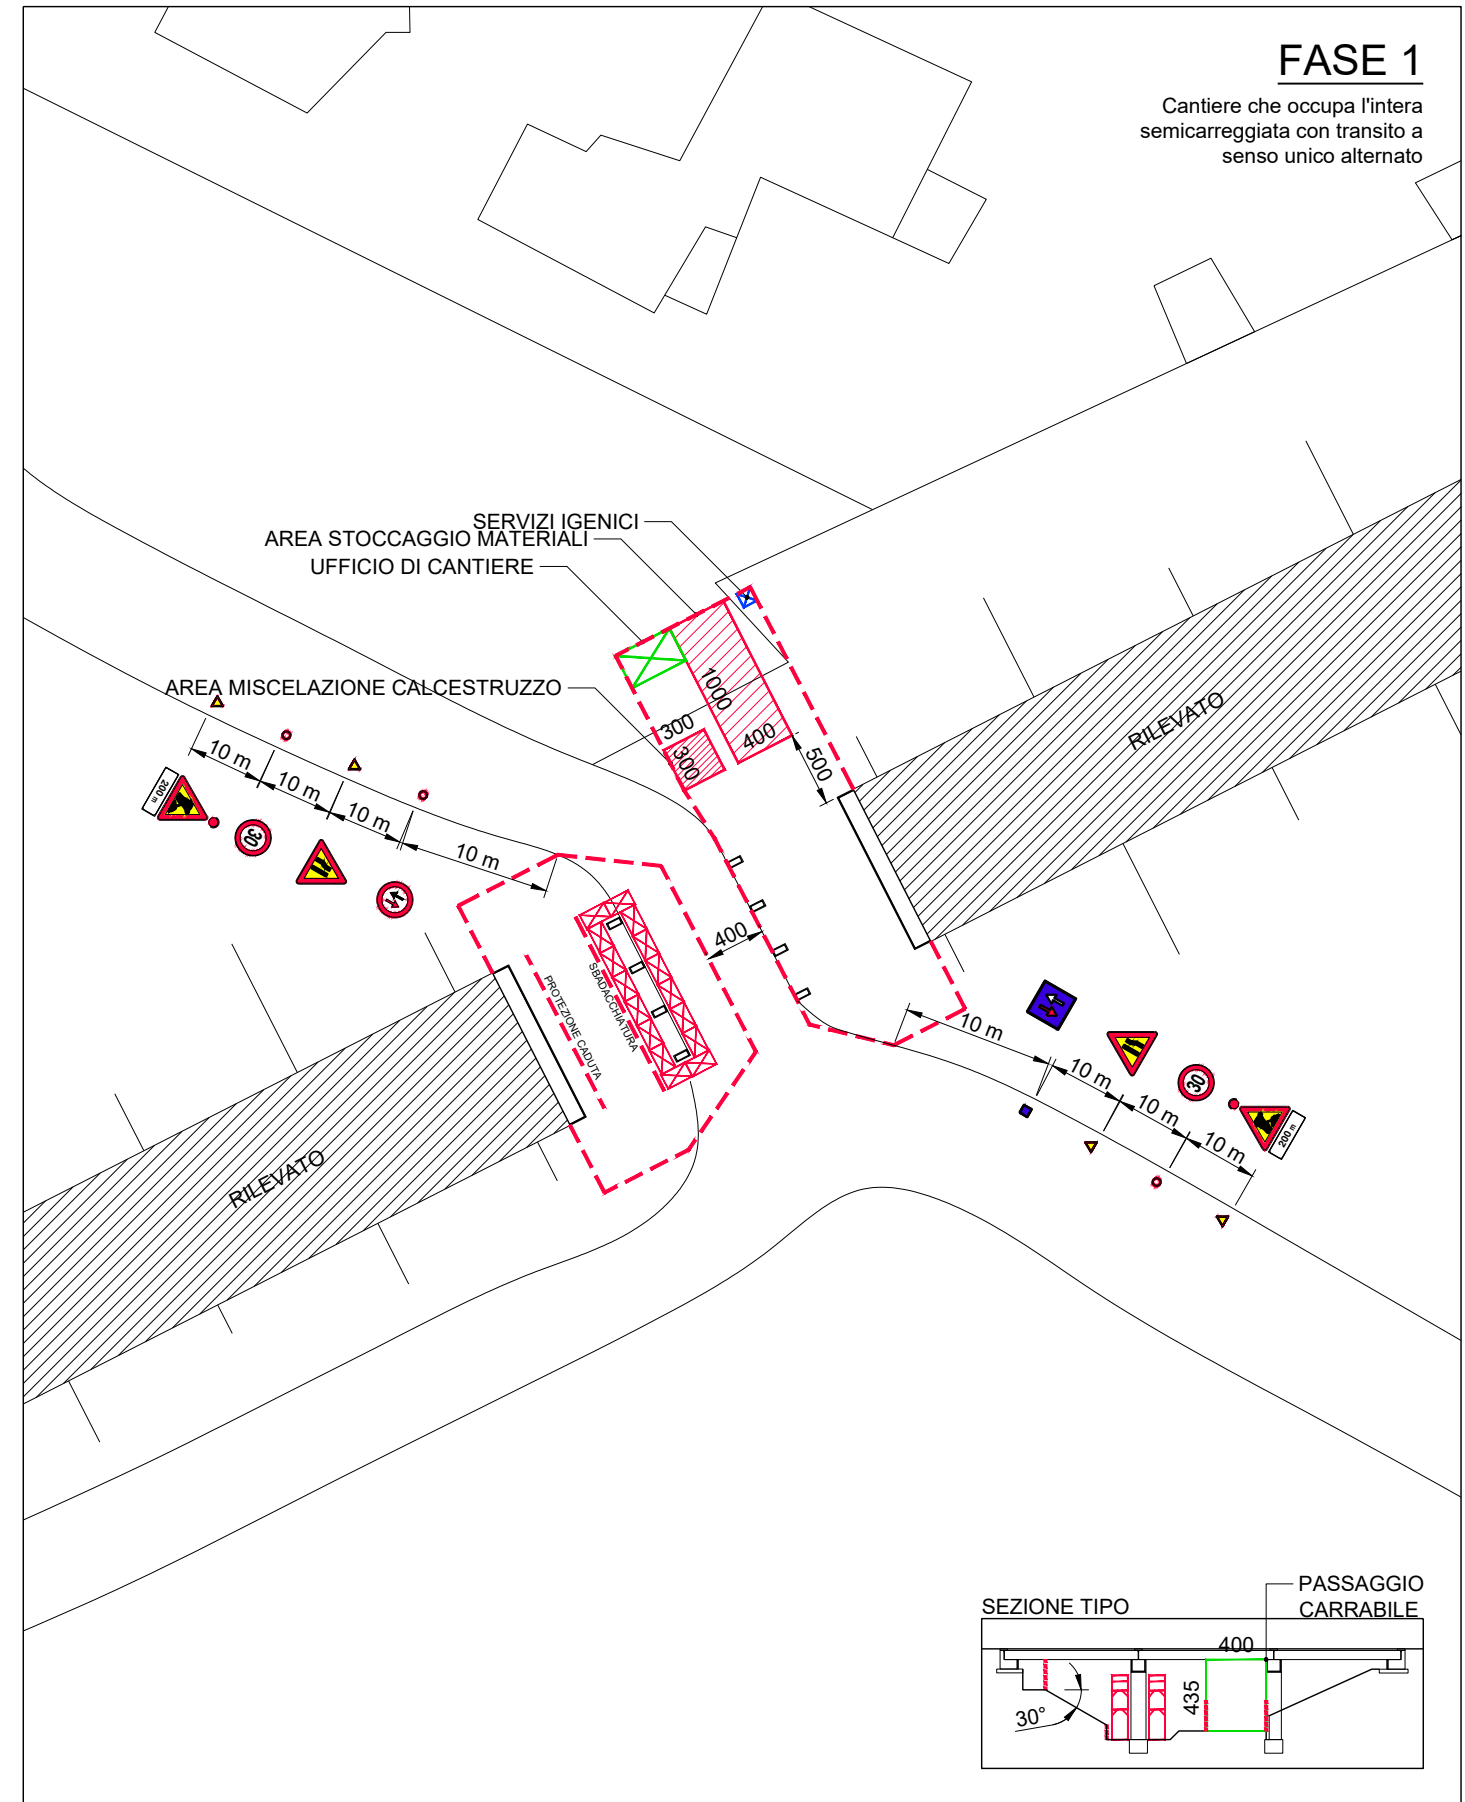 FASE 1
Cantiere che occupa l'intera
semicarreggiata con transito a
senso unico alternato
SERVIZI IGENICI
AREA STOCCAGGIO MATERIALI
UFFICIO DI CANTIERE
AREA MISCELAZIONE CALCESTRUZZO
1000
300
400
300
500
RILEVATO
10 m
10 m
10 m
10 m
200 m
30
400
SBADACCHIATURA
PROTEZIONE CADUTA
RILEVATO
10 m
10 m
10 m
10 m
30
200 m
SEZIONE TIPO
PASSAGGIO
CARRABILE
400
435
30°